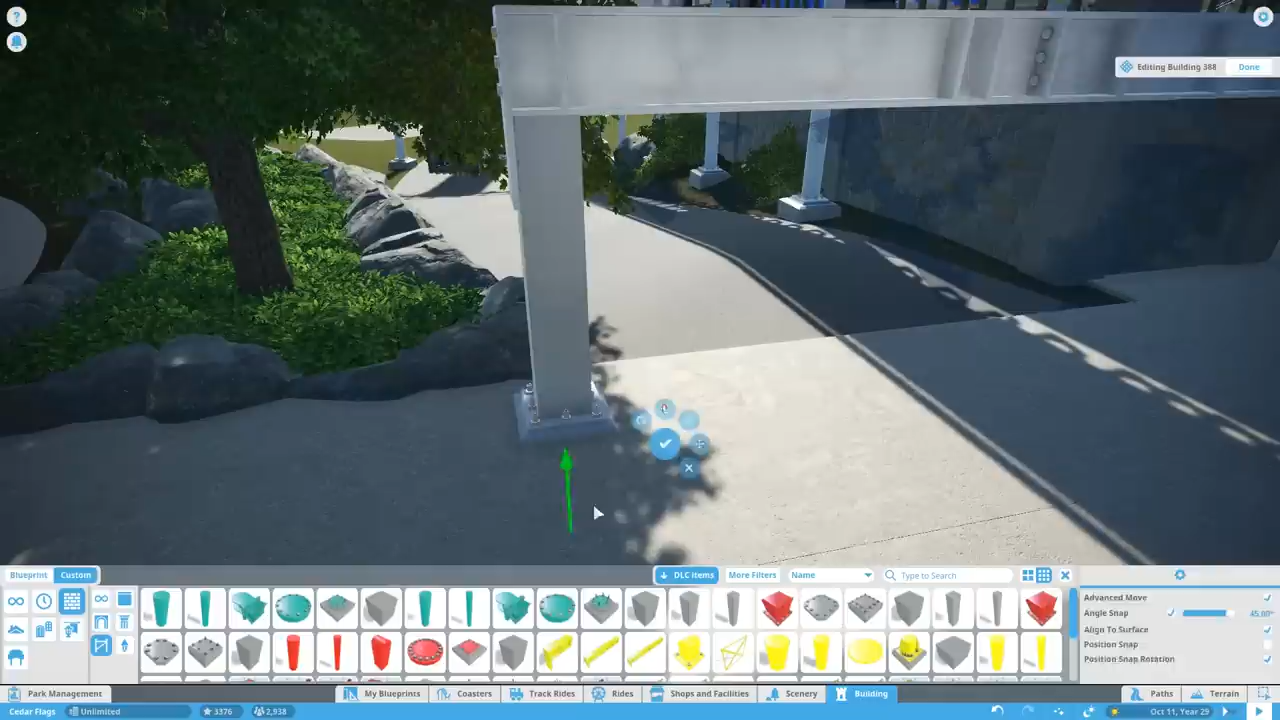 ?
Editing Building 388 Done
Blueprint Custom
DLC Items More Filters Name Type to Search
Advanced Move
Angle Snap 45.00°
Align To Surface
Position Snap
Position Snap Rotation
Park Management My Blueprints Coasters Track Rides Rides Shops and Facilities Scenery Building Paths Terrain
Cedar Flags Unlimited 3376 2,938 Oct 11, Year 29